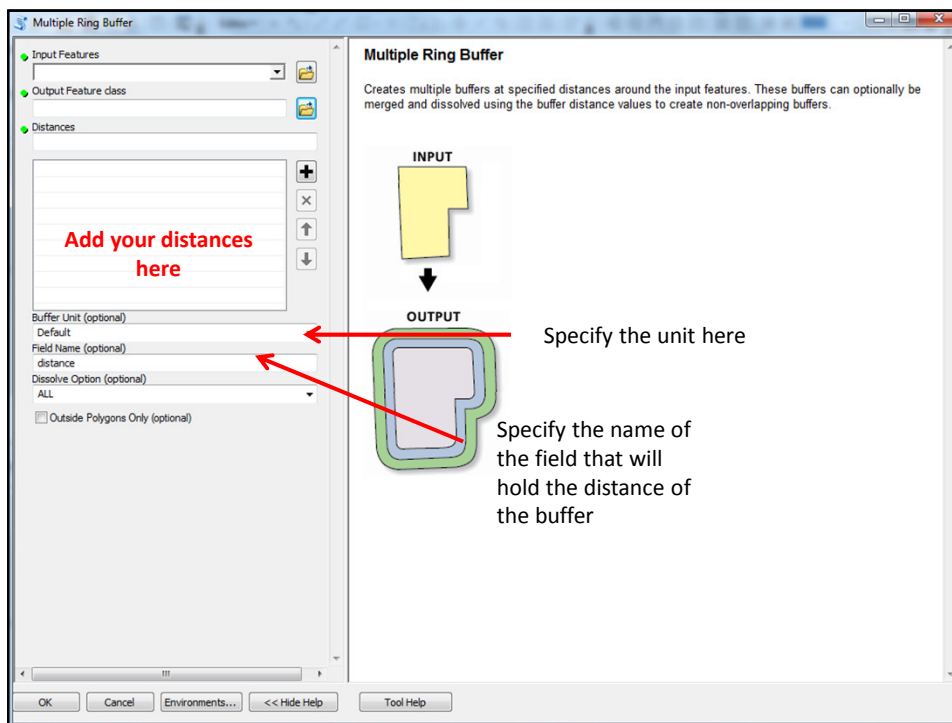 Multiple Ring Buffer
Input Features
Output Feature class
Distances
Add your distances
here
Buffer Unit (optional)
Default
Field Name (optional)
distance
Dissolve Option (optional)
ALL
Outside Polygons Only (optional)
Multiple Ring Buffer
Creates multiple buffers at specified distances around the input features. These buffers can optionally be
merged and dissolved using the buffer distance values to create non-overlapping buffers.
INPUT
OUTPUT
Specify the unit here
Specify the name of
the field that will
hold the distance of
the buffer
OK
Cancel
Environments...
<< Hide Help
Tool Help